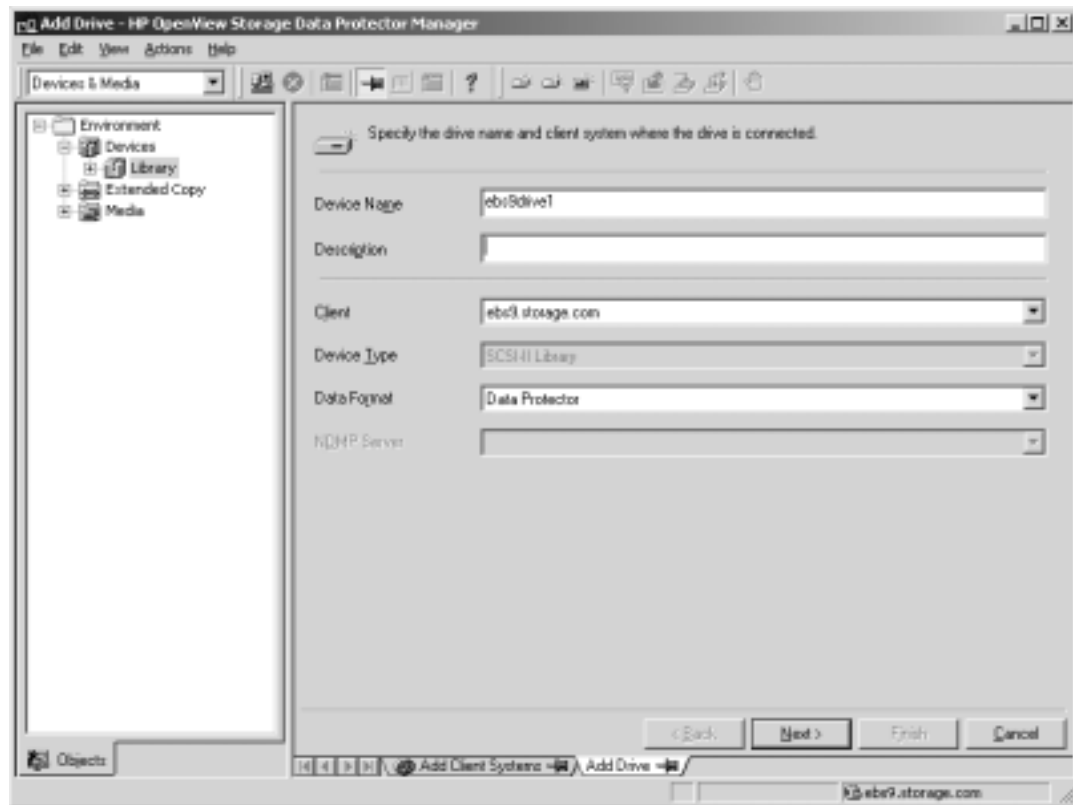 Add Drive - HP OpenView Storage Data Protector Manager
File Edit View Actions Help
Devices & Media
Environment
Devices
Library
Extended Copy
Media
Specify the drive name and client system where the drive is connected.
Device Name
ebs9drive1
Description
Client
ebs9.storage.com
Device Type
SCSI-II Library
Data Format
Data Protector
NDMP Server
< Back Next > Finish Cancel
Objects
Add Client Systems Add Drive
ebs9.storage.com